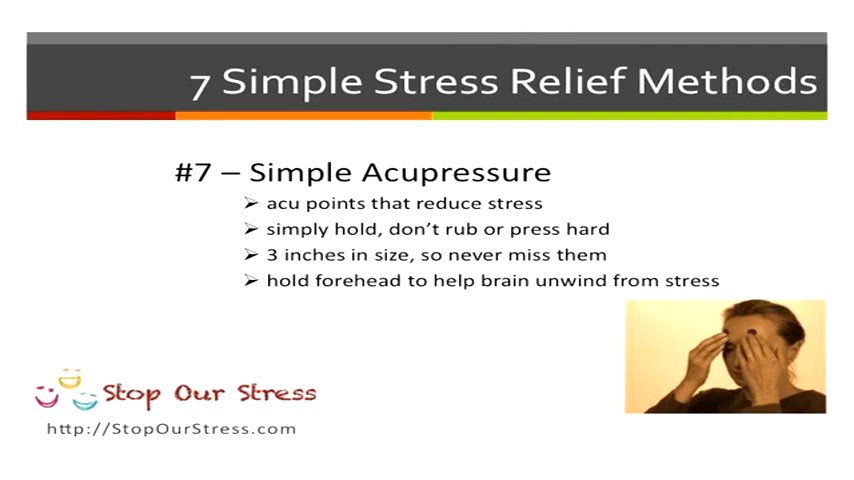 7 Simple Stress Relief Methods
#7 – Simple Acupressure
➢ acu points that reduce stress
➢ simply hold, don't rub or press hard
➢ 3 inches in size, so never miss them
➢ hold forehead to help brain unwind from stress
Stop Our Stress
http://StopOurStress.com